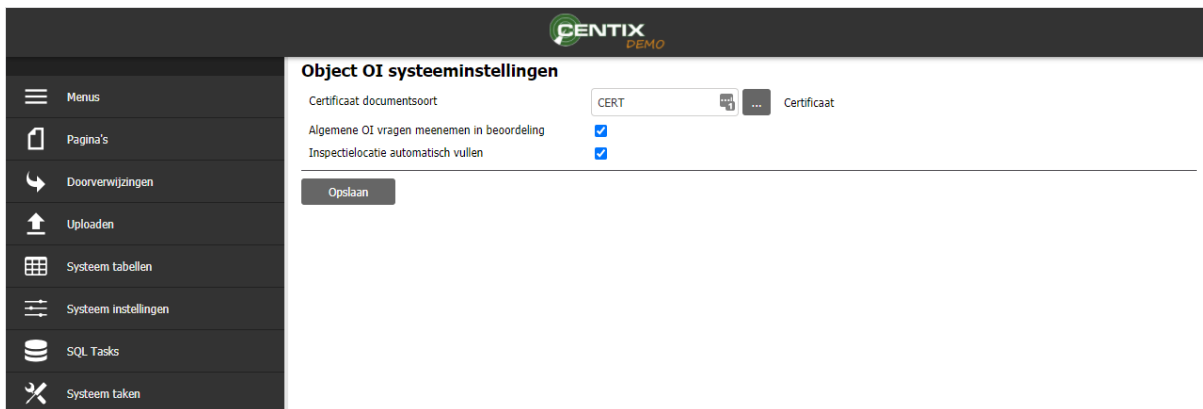 CENTIX
DEMO
Object OI systeeminstellingen
Menus
Certificaat documentsoort
CERT
...
Certificaat
Algemene OI vragen meenemen in beoordeling
Pagina's
Inspectielocatie automatisch vullen
Doorverwijzingen
Opslaan
Uploaden
Systeem tabellen
Systeem instellingen
SQL Tasks
Systeem taken